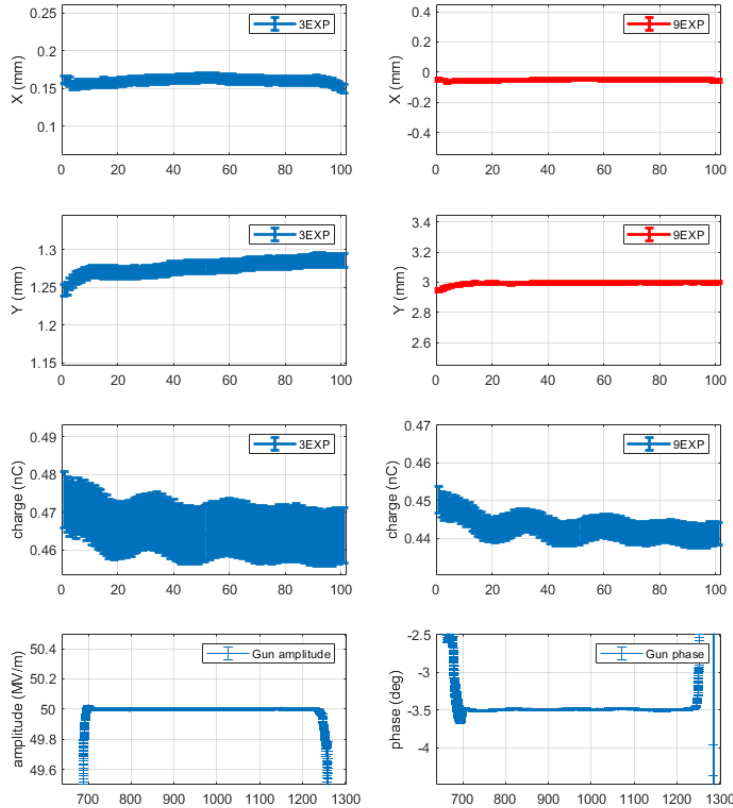 0.25
0.2
0.15
0.1
X (mm)
3EXP
0 20 40 60 80 100
0.4
0.2
0
-0.2
-0.4
X (mm)
9EXP
0 20 40 60 80 100
1.3
1.25
1.2
1.15
Y (mm)
3EXP
0 20 40 60 80 100
3.4
3.2
3
2.8
2.6
Y (mm)
9EXP
0 20 40 60 80 100
0.49
0.48
0.47
0.46
charge (nC)
3EXP
0 20 40 60 80 100
0.47
0.46
0.45
0.44
charge (nC)
9EXP
0 20 40 60 80 100
50.4
50.2
50
49.8
49.6
amplitude (MV/m)
Gun amplitude
700 800 900 1000 1100 1200 1300
-2.5
-3
-3.5
-4
phase (deg)
Gun phase
700 800 900 1000 1100 1200 1300